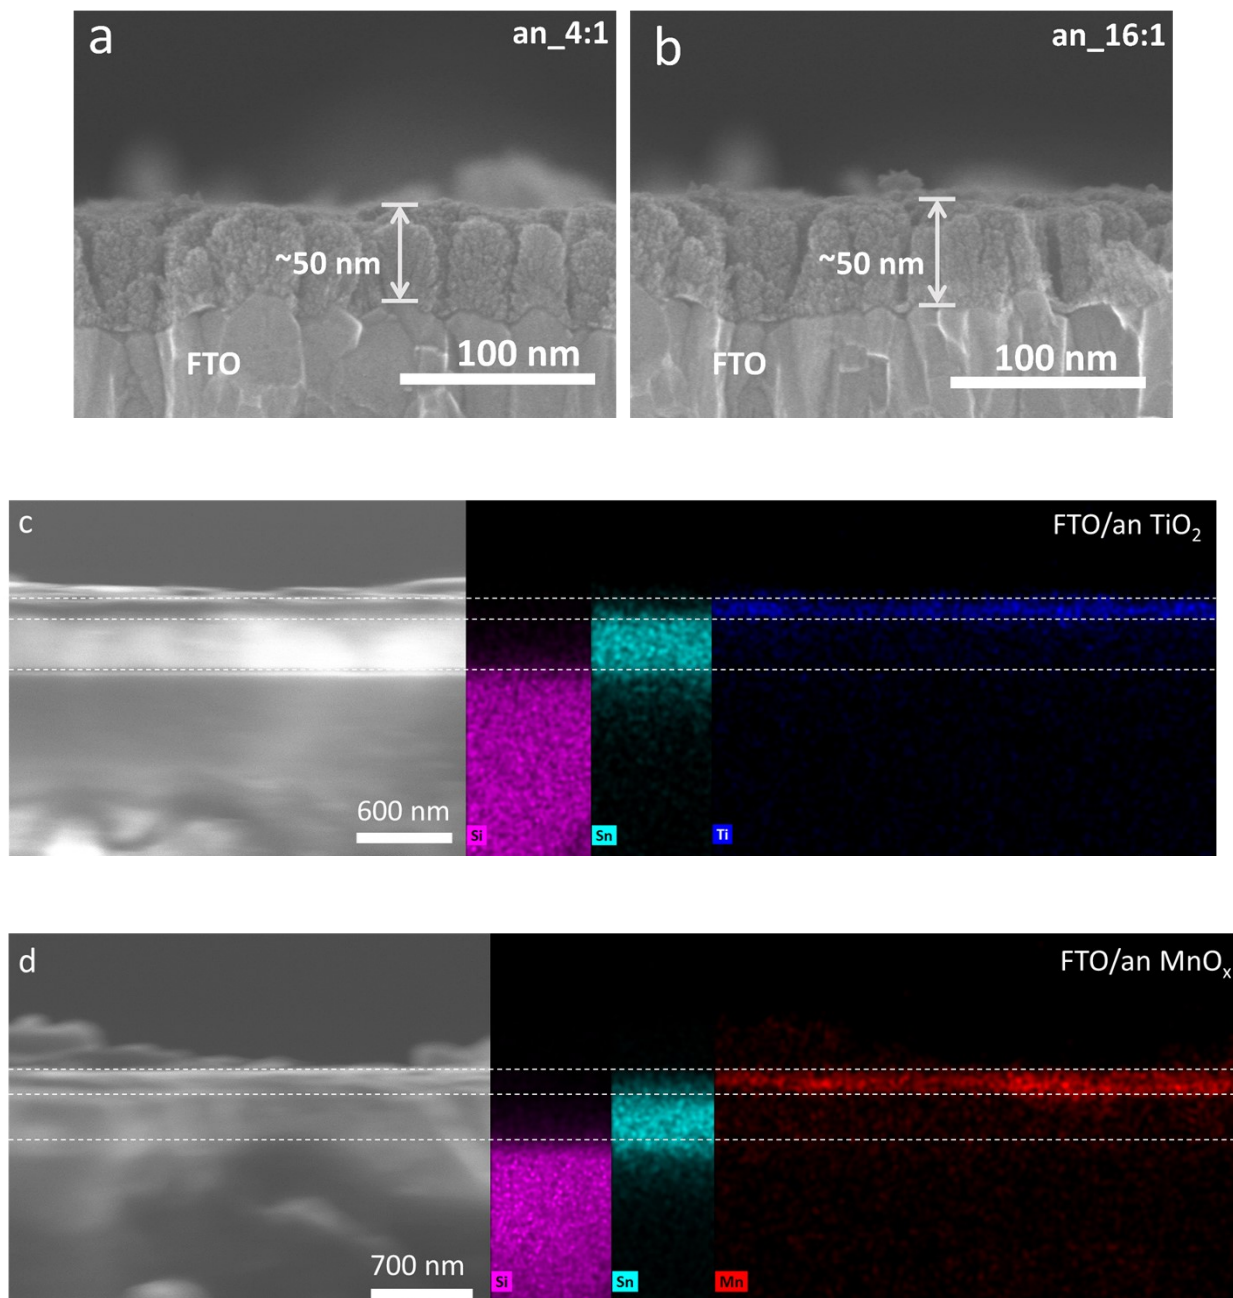 a
an_4:1
~50 nm
FTO
100 nm
b
an_16:1
~50 nm
FTO
100 nm
c
FTO/an TiO₂
600 nm
Si
Sn
Ti
d
FTO/an MnOₓ
700 nm
Si
Sn
Mn